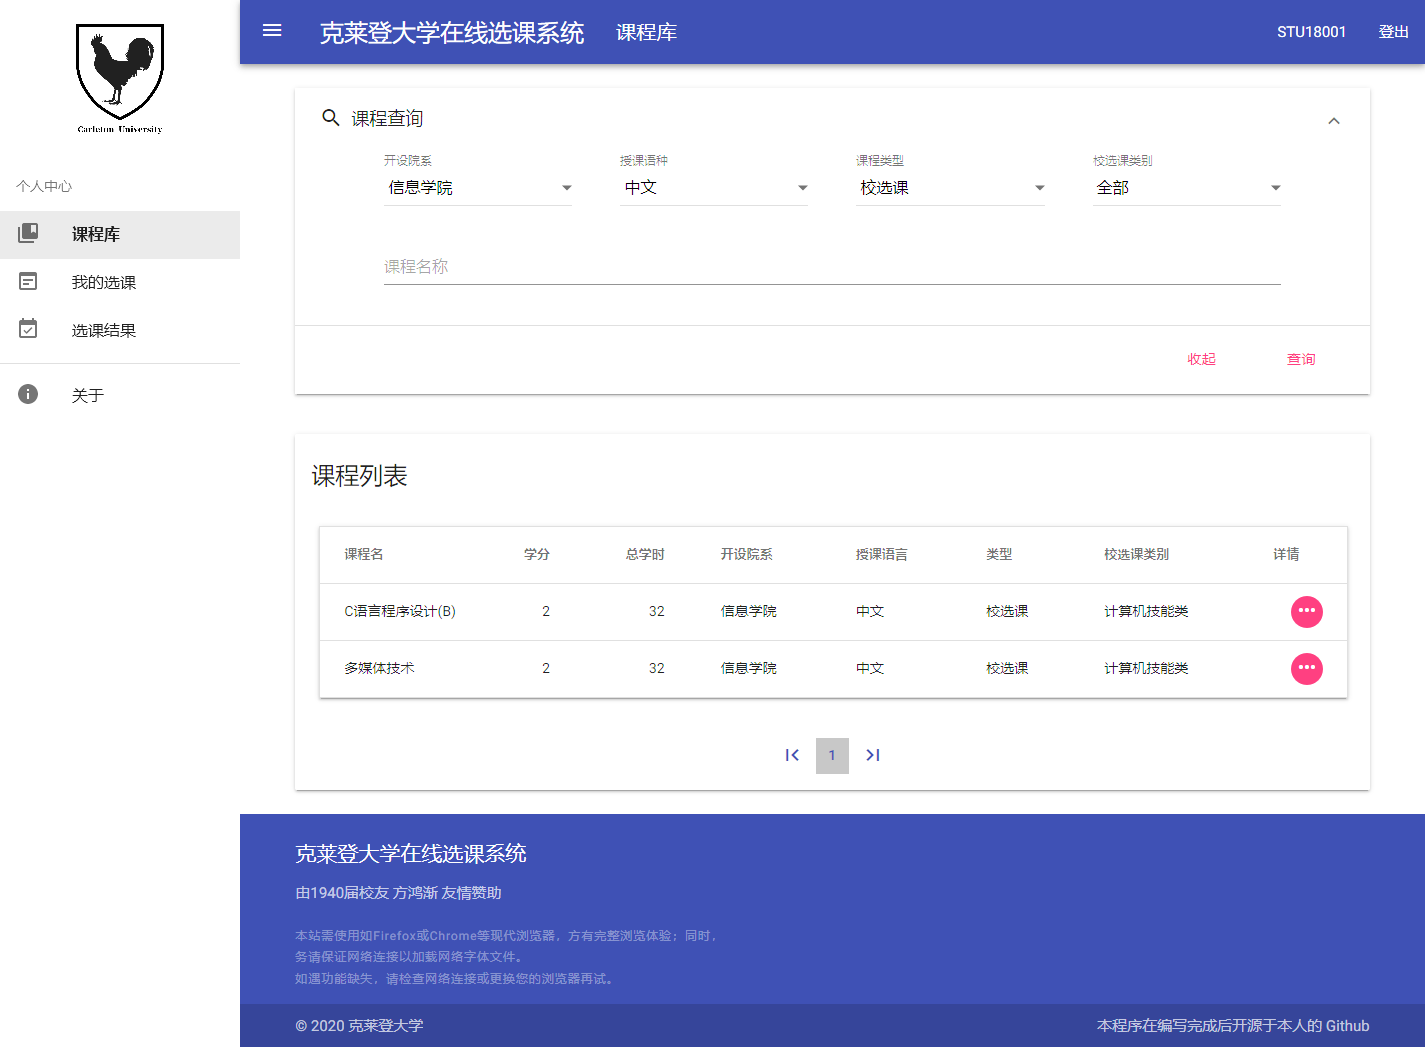 Carleton University
个人中心
课程库
我的选课
选课结果
关于
克莱登大学在线选课系统 课程库 STU18001 登出
课程查询
开设院系 授课语种 课程类型 校选课类别
信息学院 中文 校选课 全部
课程名称
收起 查询
课程列表
课程名 学分 总学时 开设院系 授课语言 类型 校选课类别 详情
C语言程序设计(B) 2 32 信息学院 中文 校选课 计算机技能类
多媒体技术 2 32 信息学院 中文 校选课 计算机技能类
1
克莱登大学在线选课系统
由1940届校友 方鸿渐 友情赞助
本站需使用如Firefox或Chrome等现代浏览器，方有完整浏览体验；同时，
务请保证网络连接以加载网络字体文件。
如遇功能缺失，请检查网络连接或更换您的浏览器再试。
© 2020 克莱登大学 本程序在编写完成后开源于本人的 Github